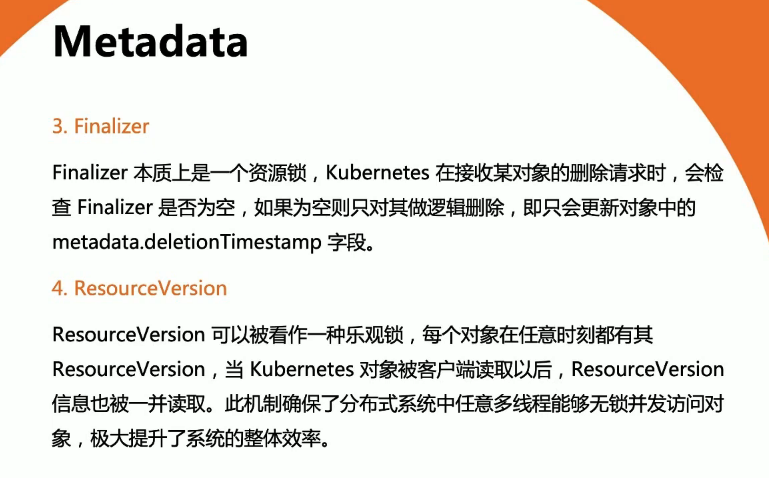 Metadata
3. Finalizer
Finalizer 本质上是一个资源锁，Kubernetes 在接收某对象的删除请求时，会检
查 Finalizer 是否为空，如果为空则只对其做逻辑删除，即只会更新对象中的
metadata.deletionTimestamp 字段。
4. ResourceVersion
ResourceVersion 可以被看作一种乐观锁，每个对象在任意时刻都有其
ResourceVersion，当 Kubernetes 对象被客户端读取以后，ResourceVersion
信息也被一并读取。此机制确保了分布式系统中任意多线程能够无锁并发访问对
象，极大提升了系统的整体效率。